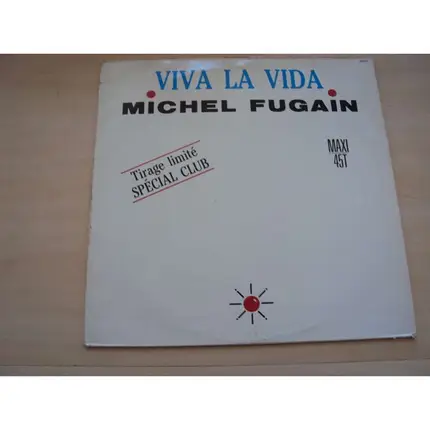 VIVA LA VIDA
MICHEL FUGAIN
Tirage limité
SPÉCIAL CLUB
MAXI
45T